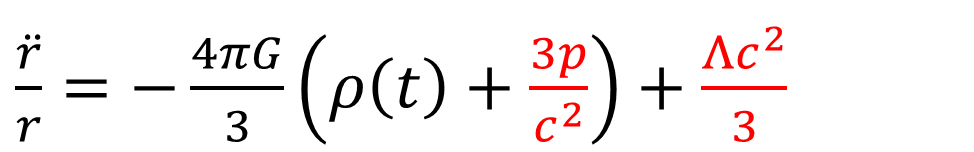 r̈/r = − 4πG/3 (ρ(t) + 3p/c²) + Λc²/3